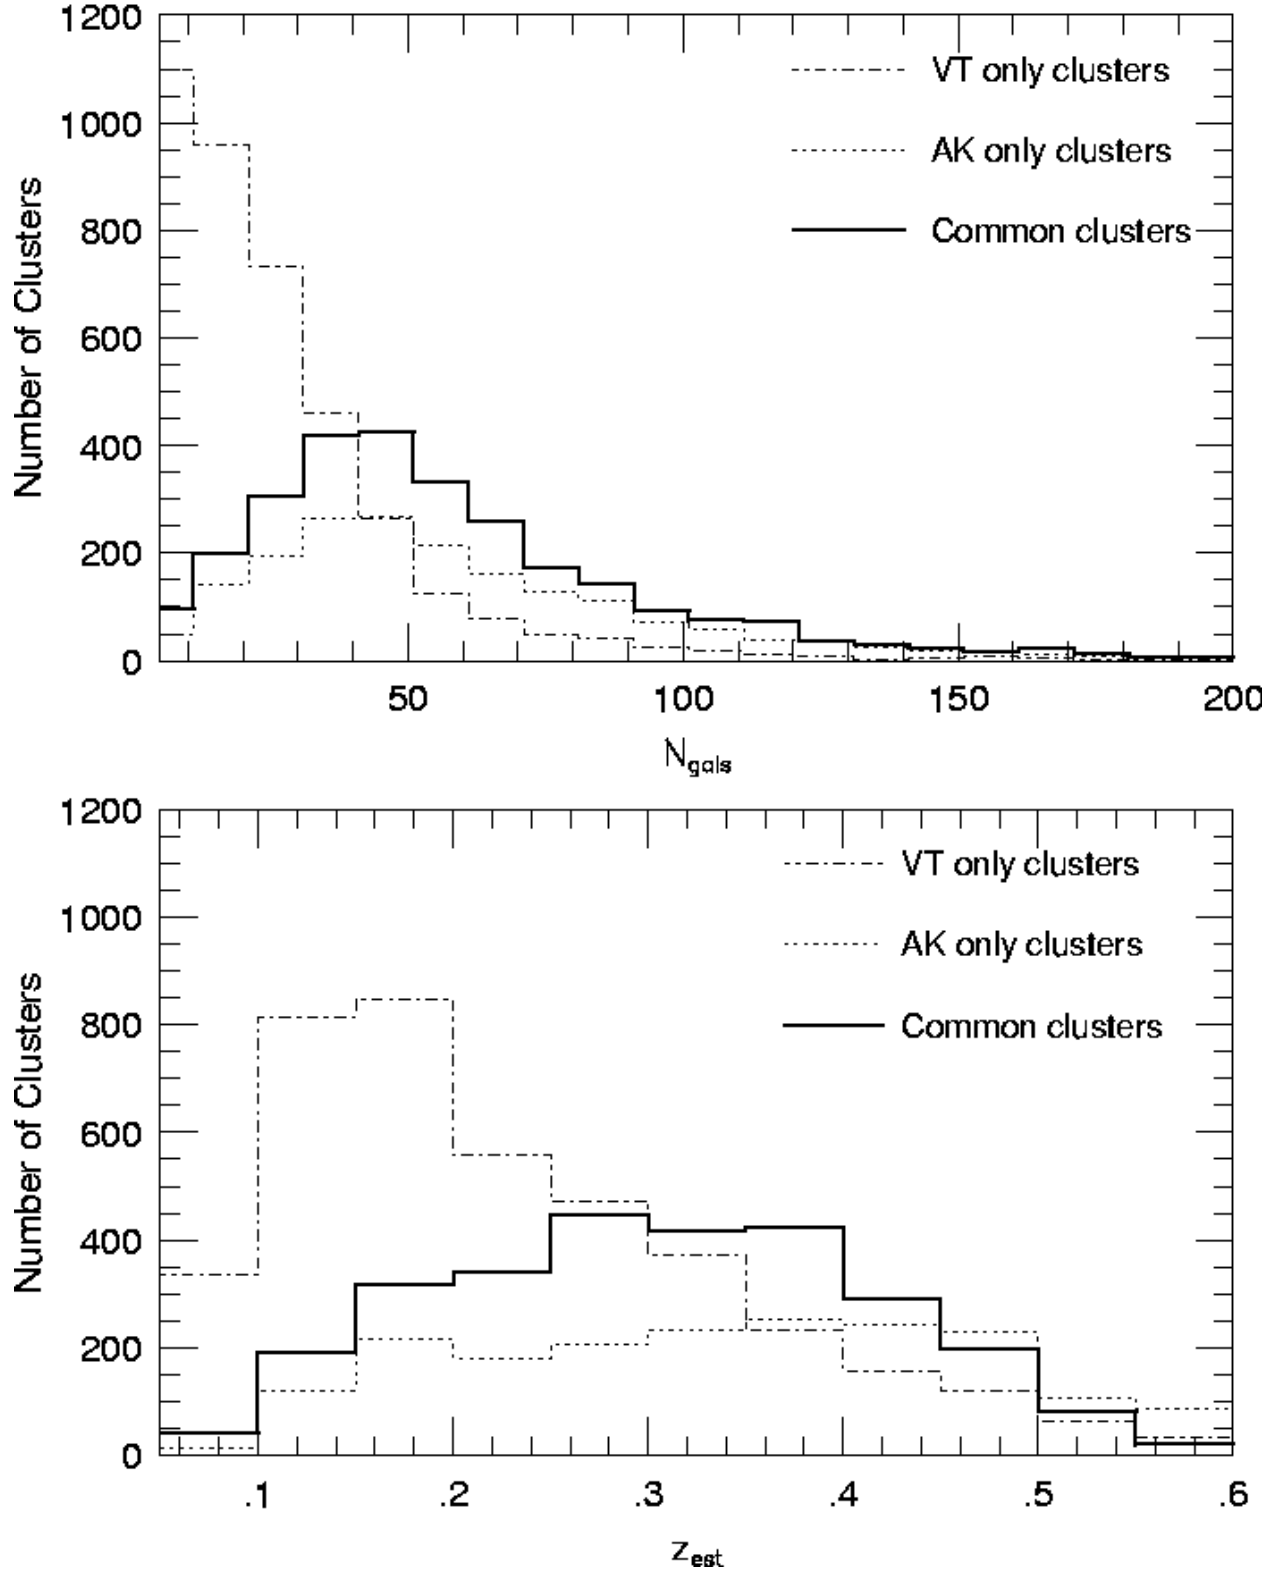 1200
1000
800
600
400
200
0
Number of Clusters
VT only clusters
AK only clusters
Common clusters
50 100 150 200
N_gals
1200
1000
800
600
400
200
0
Number of Clusters
VT only clusters
AK only clusters
Common clusters
.1 .2 .3 .4 .5 .6
z_est